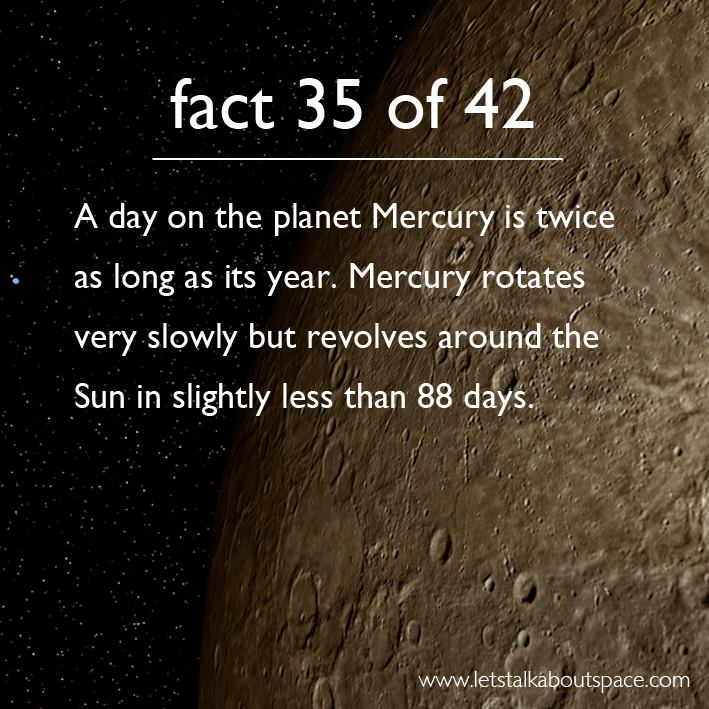 fact 35 of 42
A day on the planet Mercury is twice
as long as its year. Mercury rotates
very slowly but revolves around the
Sun in slightly less than 88 days.
www.letstalkaboutspace.com